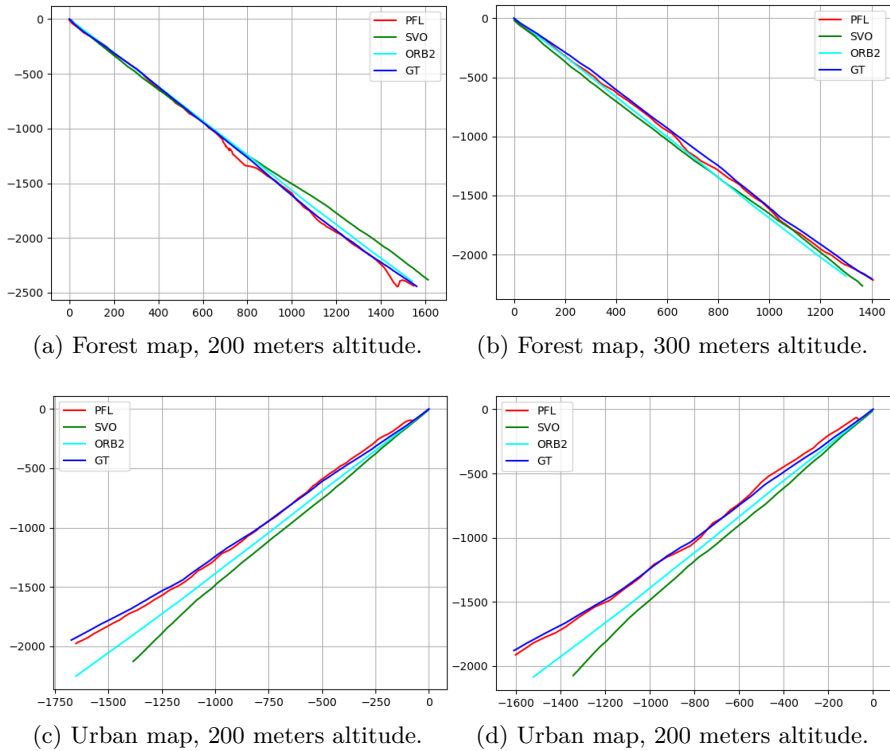 0
−500
−1000
−1500
−2000
−2500
0 200 400 600 800 1000 1200 1400 1600
PFL
SVO
ORB2
GT
(a) Forest map, 200 meters altitude.
0
−500
−1000
−1500
−2000
0 200 400 600 800 1000 1200 1400
PFL
SVO
ORB2
GT
(b) Forest map, 300 meters altitude.
0
−500
−1000
−1500
−2000
−1750 −1500 −1250 −1000 −750 −500 −250 0
PFL
SVO
ORB2
GT
(c) Urban map, 200 meters altitude.
0
−500
−1000
−1500
−2000
−1600 −1400 −1200 −1000 −800 −600 −400 −200 0
PFL
SVO
ORB2
GT
(d) Urban map, 200 meters altitude.